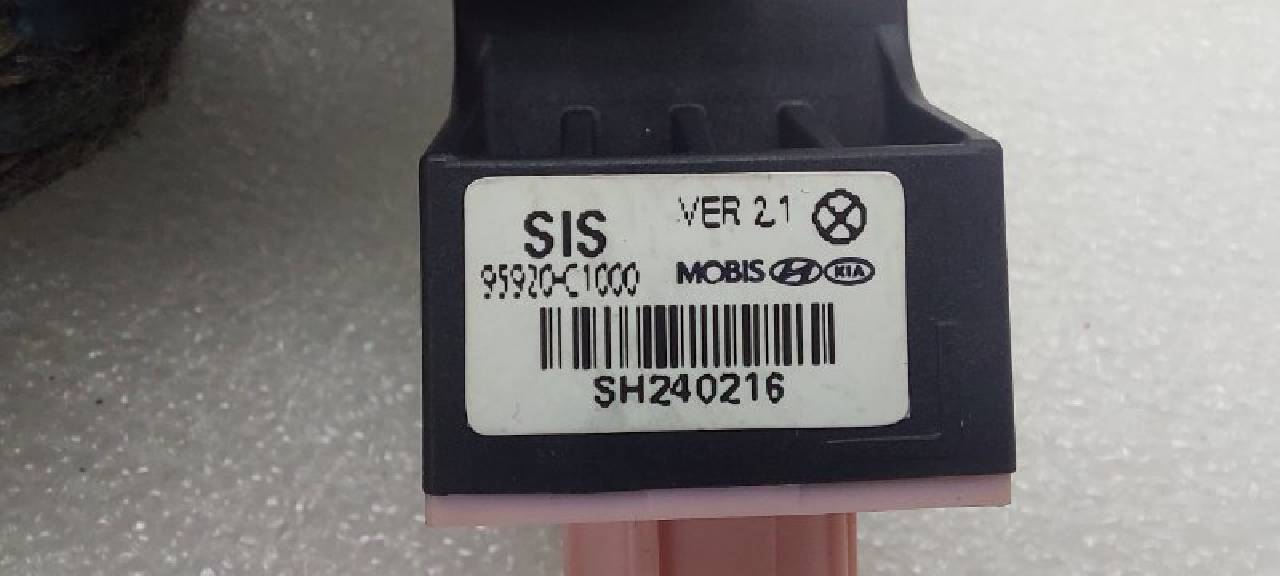 SIS VER 2.1
95920-C1000 MOBIS KIA
SH240216